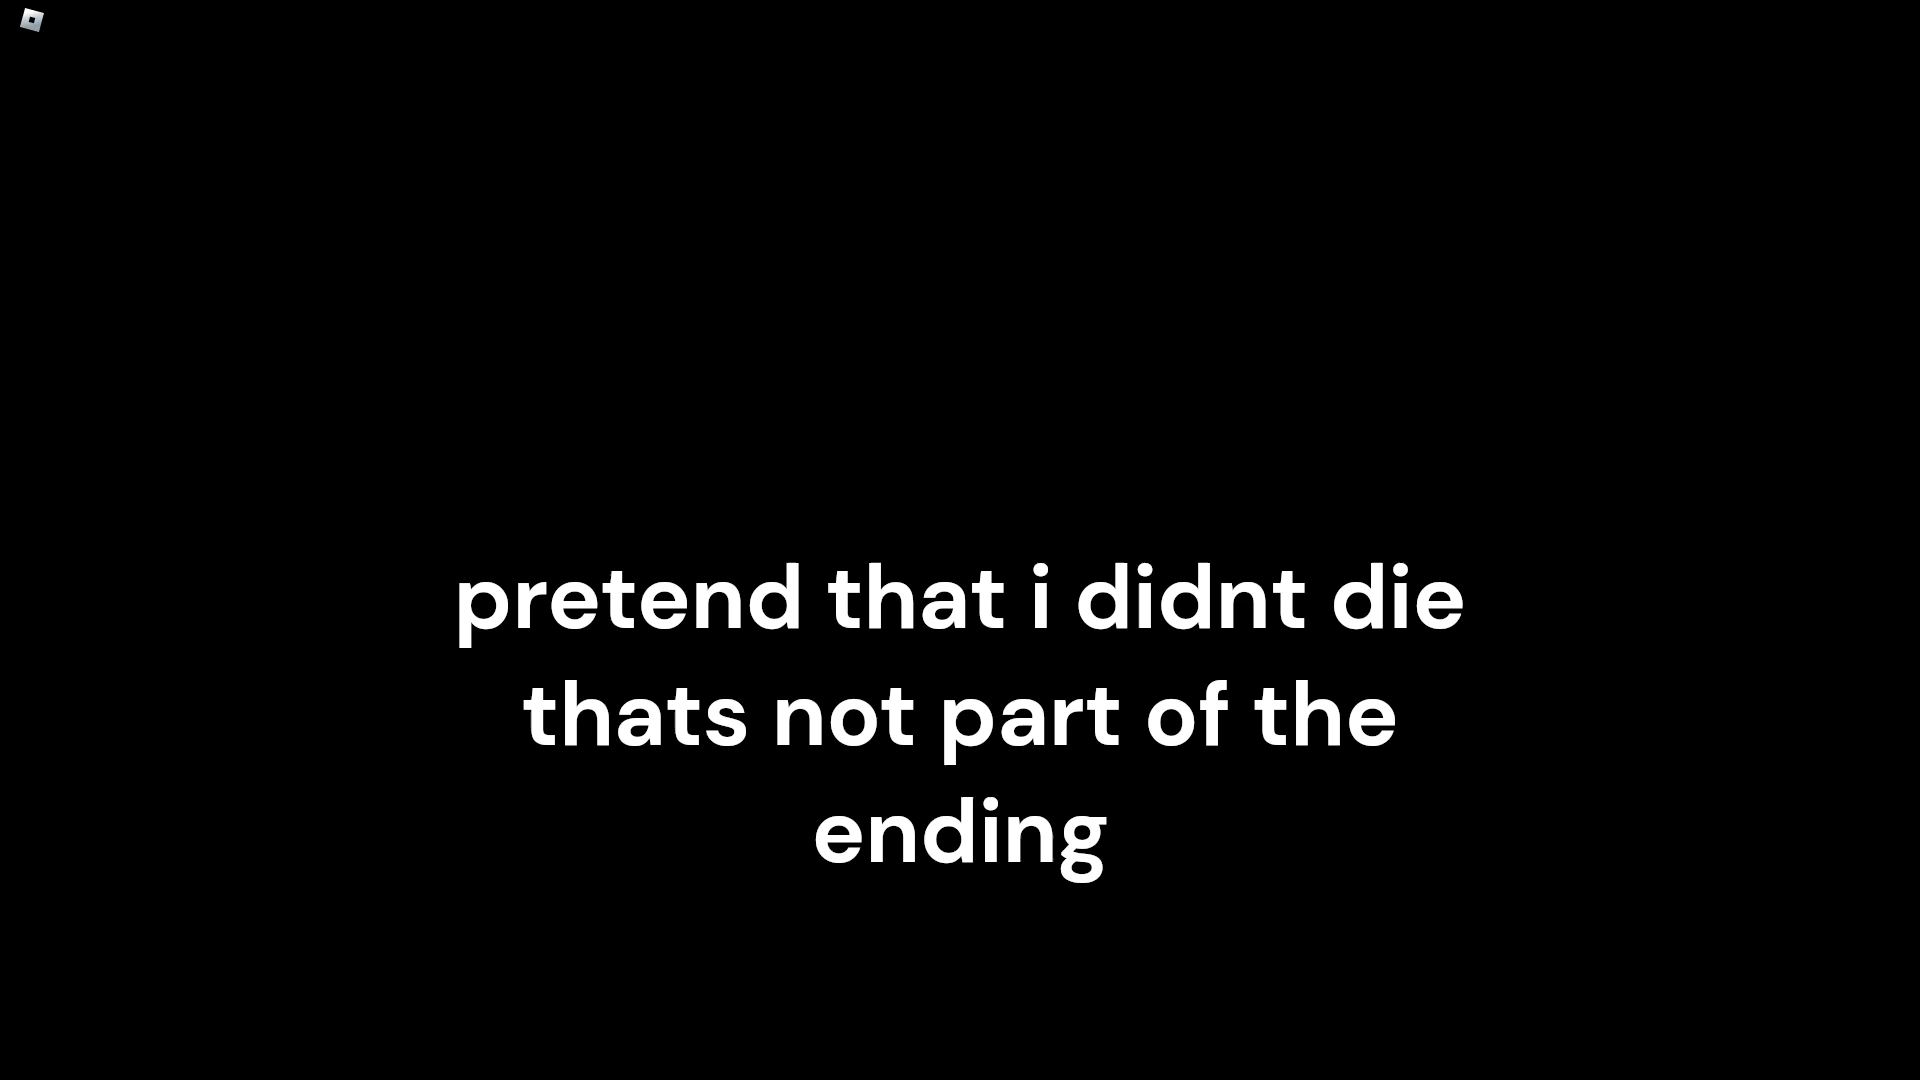 pretend that i didnt die
thats not part of the
ending